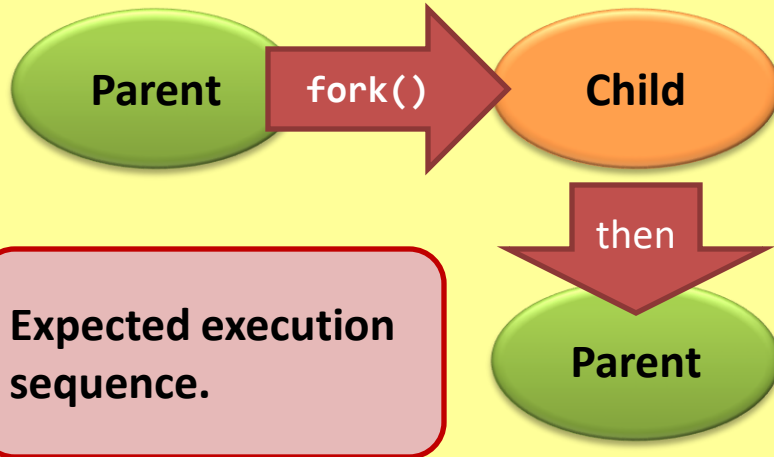 Parent
fork()
Child
then
Expected execution
sequence.
Parent